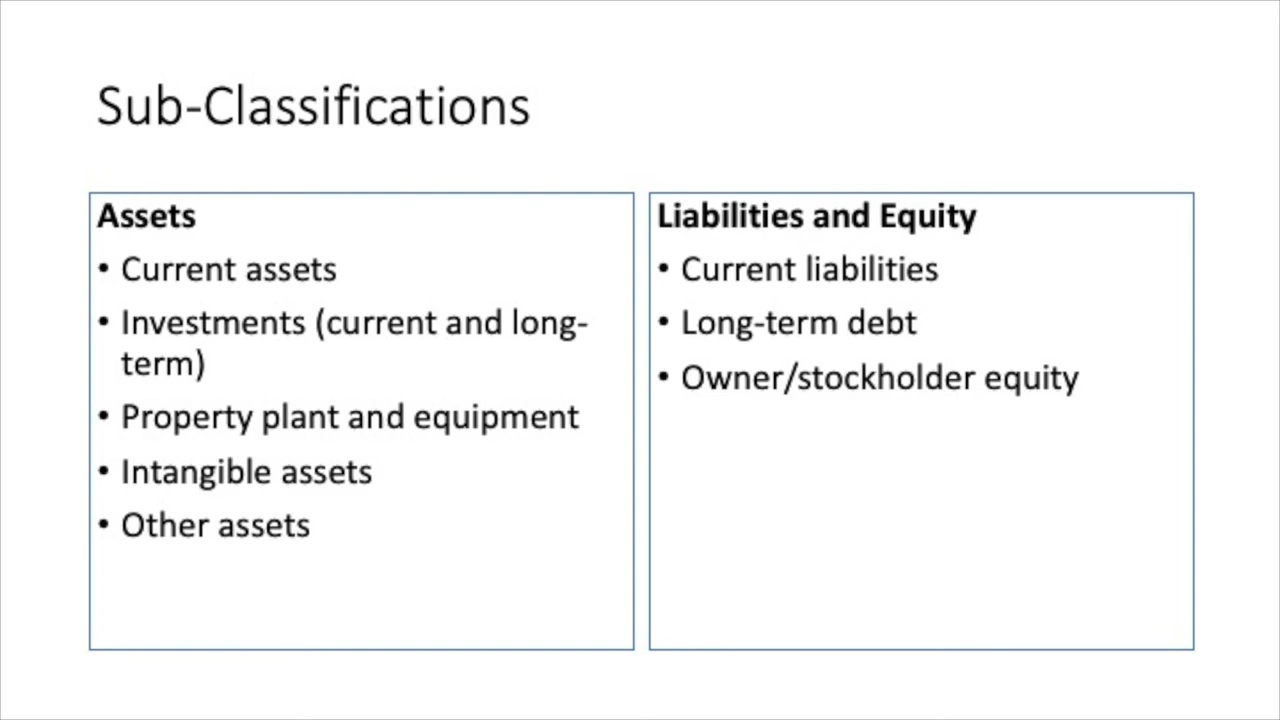 Sub-Classifications
Assets
• Current assets
• Investments (current and long-
term)
• Property plant and equipment
• Intangible assets
• Other assets
Liabilities and Equity
• Current liabilities
• Long-term debt
• Owner/stockholder equity